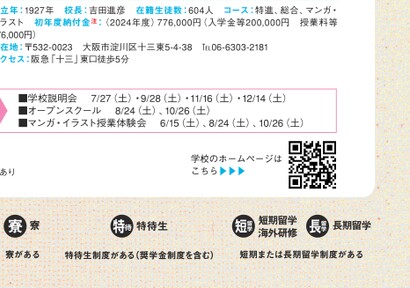 立年：1927年　校長：吉田進彦　在籍生徒数：604人　コース：特進、総合、マンガ・
スト　初年度納付金注：（2024年度）776,000円（入学金等200,000円　授業料等
6,000円）
在地：〒532-0023　大阪市淀川区十三東5-4-38　℡06-6303-2181
クセス：阪急「十三」東口徒歩5分
■学校説明会　7/27（土）・9/28（土）・11/16（土）・12/14（土）
■オープンスクール　8/24（土）、10/26（土）
■マンガ・イラスト授業体験会　6/15（土）、8/24（土）、10/26（土）
あり
学校のホームページは
こちら▶▶▶
寮 寮
寮がある
特待 特待生
特待生制度がある（奨学金制度を含む）
短 留学 短期留学
海外研修
長 留学 長期留学
短期または長期留学制度がある